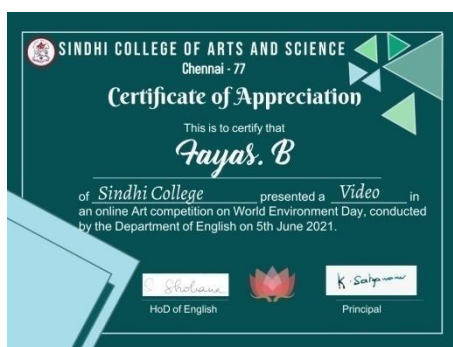 SINDHI COLLEGE OF ARTS AND SCIENCE
Chennai - 77
Certificate of Appreciation
This is to certify that
Fayas. B
of Sindhi College presented a Video in
an online Art competition on World Environment Day, conducted
by the Department of English on 5th June 2021.
S. Shobana K. Satyanaran
HoD of English Principal